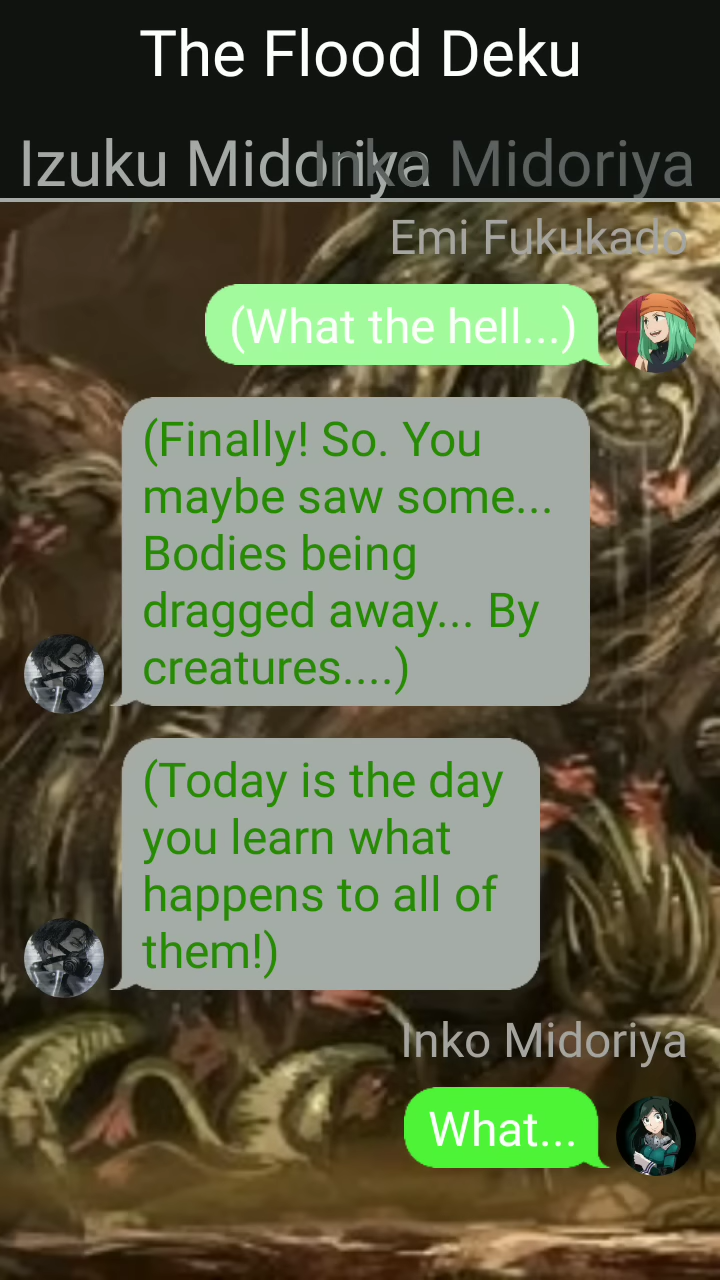 The Flood Deku
Izuku Midoriya Inko Midoriya
Emi Fukukado
(What the hell...)
(Finally! So. You
maybe saw some...
Bodies being
dragged away... By
creatures....)
(Today is the day
you learn what
happens to all of
them!)
Inko Midoriya
What...